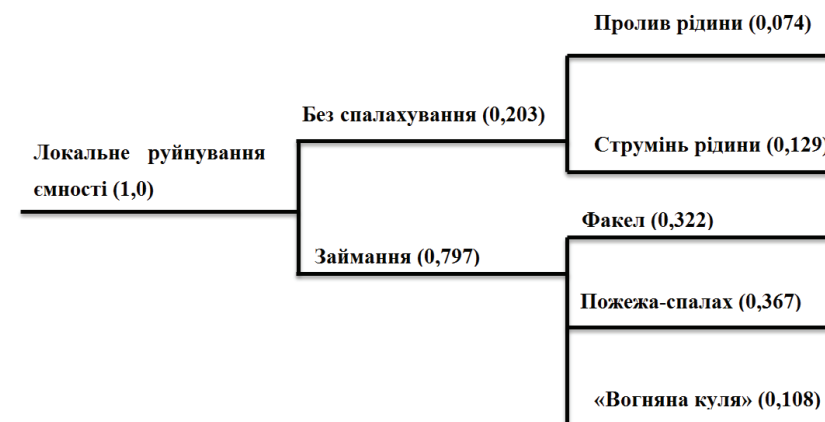 Пролив рідини (0,074)
Без спалахування (0,203)
Струмінь рідини (0,129)
Локальне руйнування
ємності (1,0)
Факел (0,322)
Займання (0,797)
Пожежа-спалах (0,367)
«Вогняна куля» (0,108)